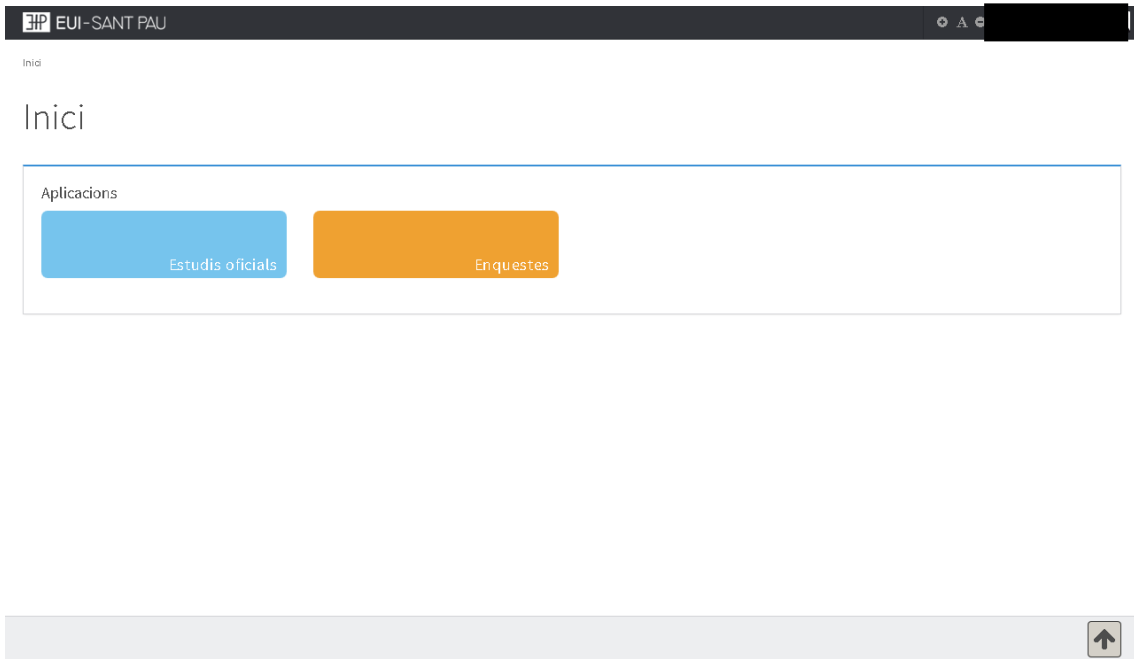 EUI-SANT PAU A
Inici
Inici
Aplicacions
Estudis oficials
Enquestes